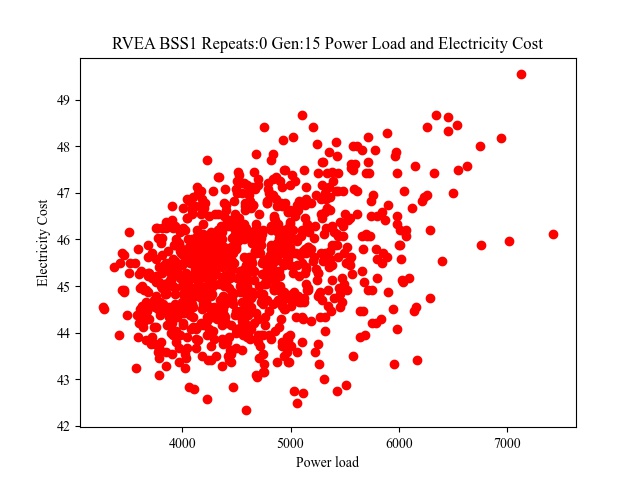 RVEA BSS1 Repeats:0 Gen:15 Power Load and Electricity Cost
49
48
47
46
45
44
43
42
Electricity Cost
4000 5000 6000 7000
Power load